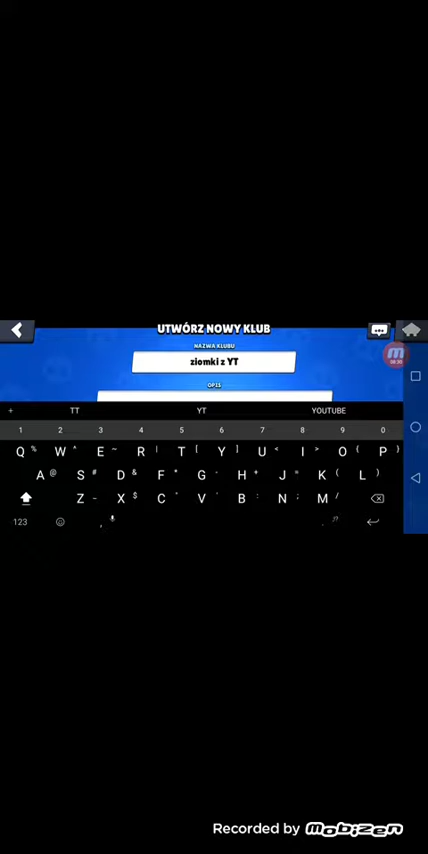 UTWÓRZ NOWY KLUB
NAZWA KLUBU
ziomki z YT
OPIS
+ TT YT YOUTUBE
1 2 3 4 5 6 7 8 9 0
Q % W ^ E ~ R | T [ Y ] U < I > O { P }
A @ S # D & F * G - H + J = K ( L )
Z _ X $ C " V ' B : N ; M /
123 , . !?
Recorded by mobizen